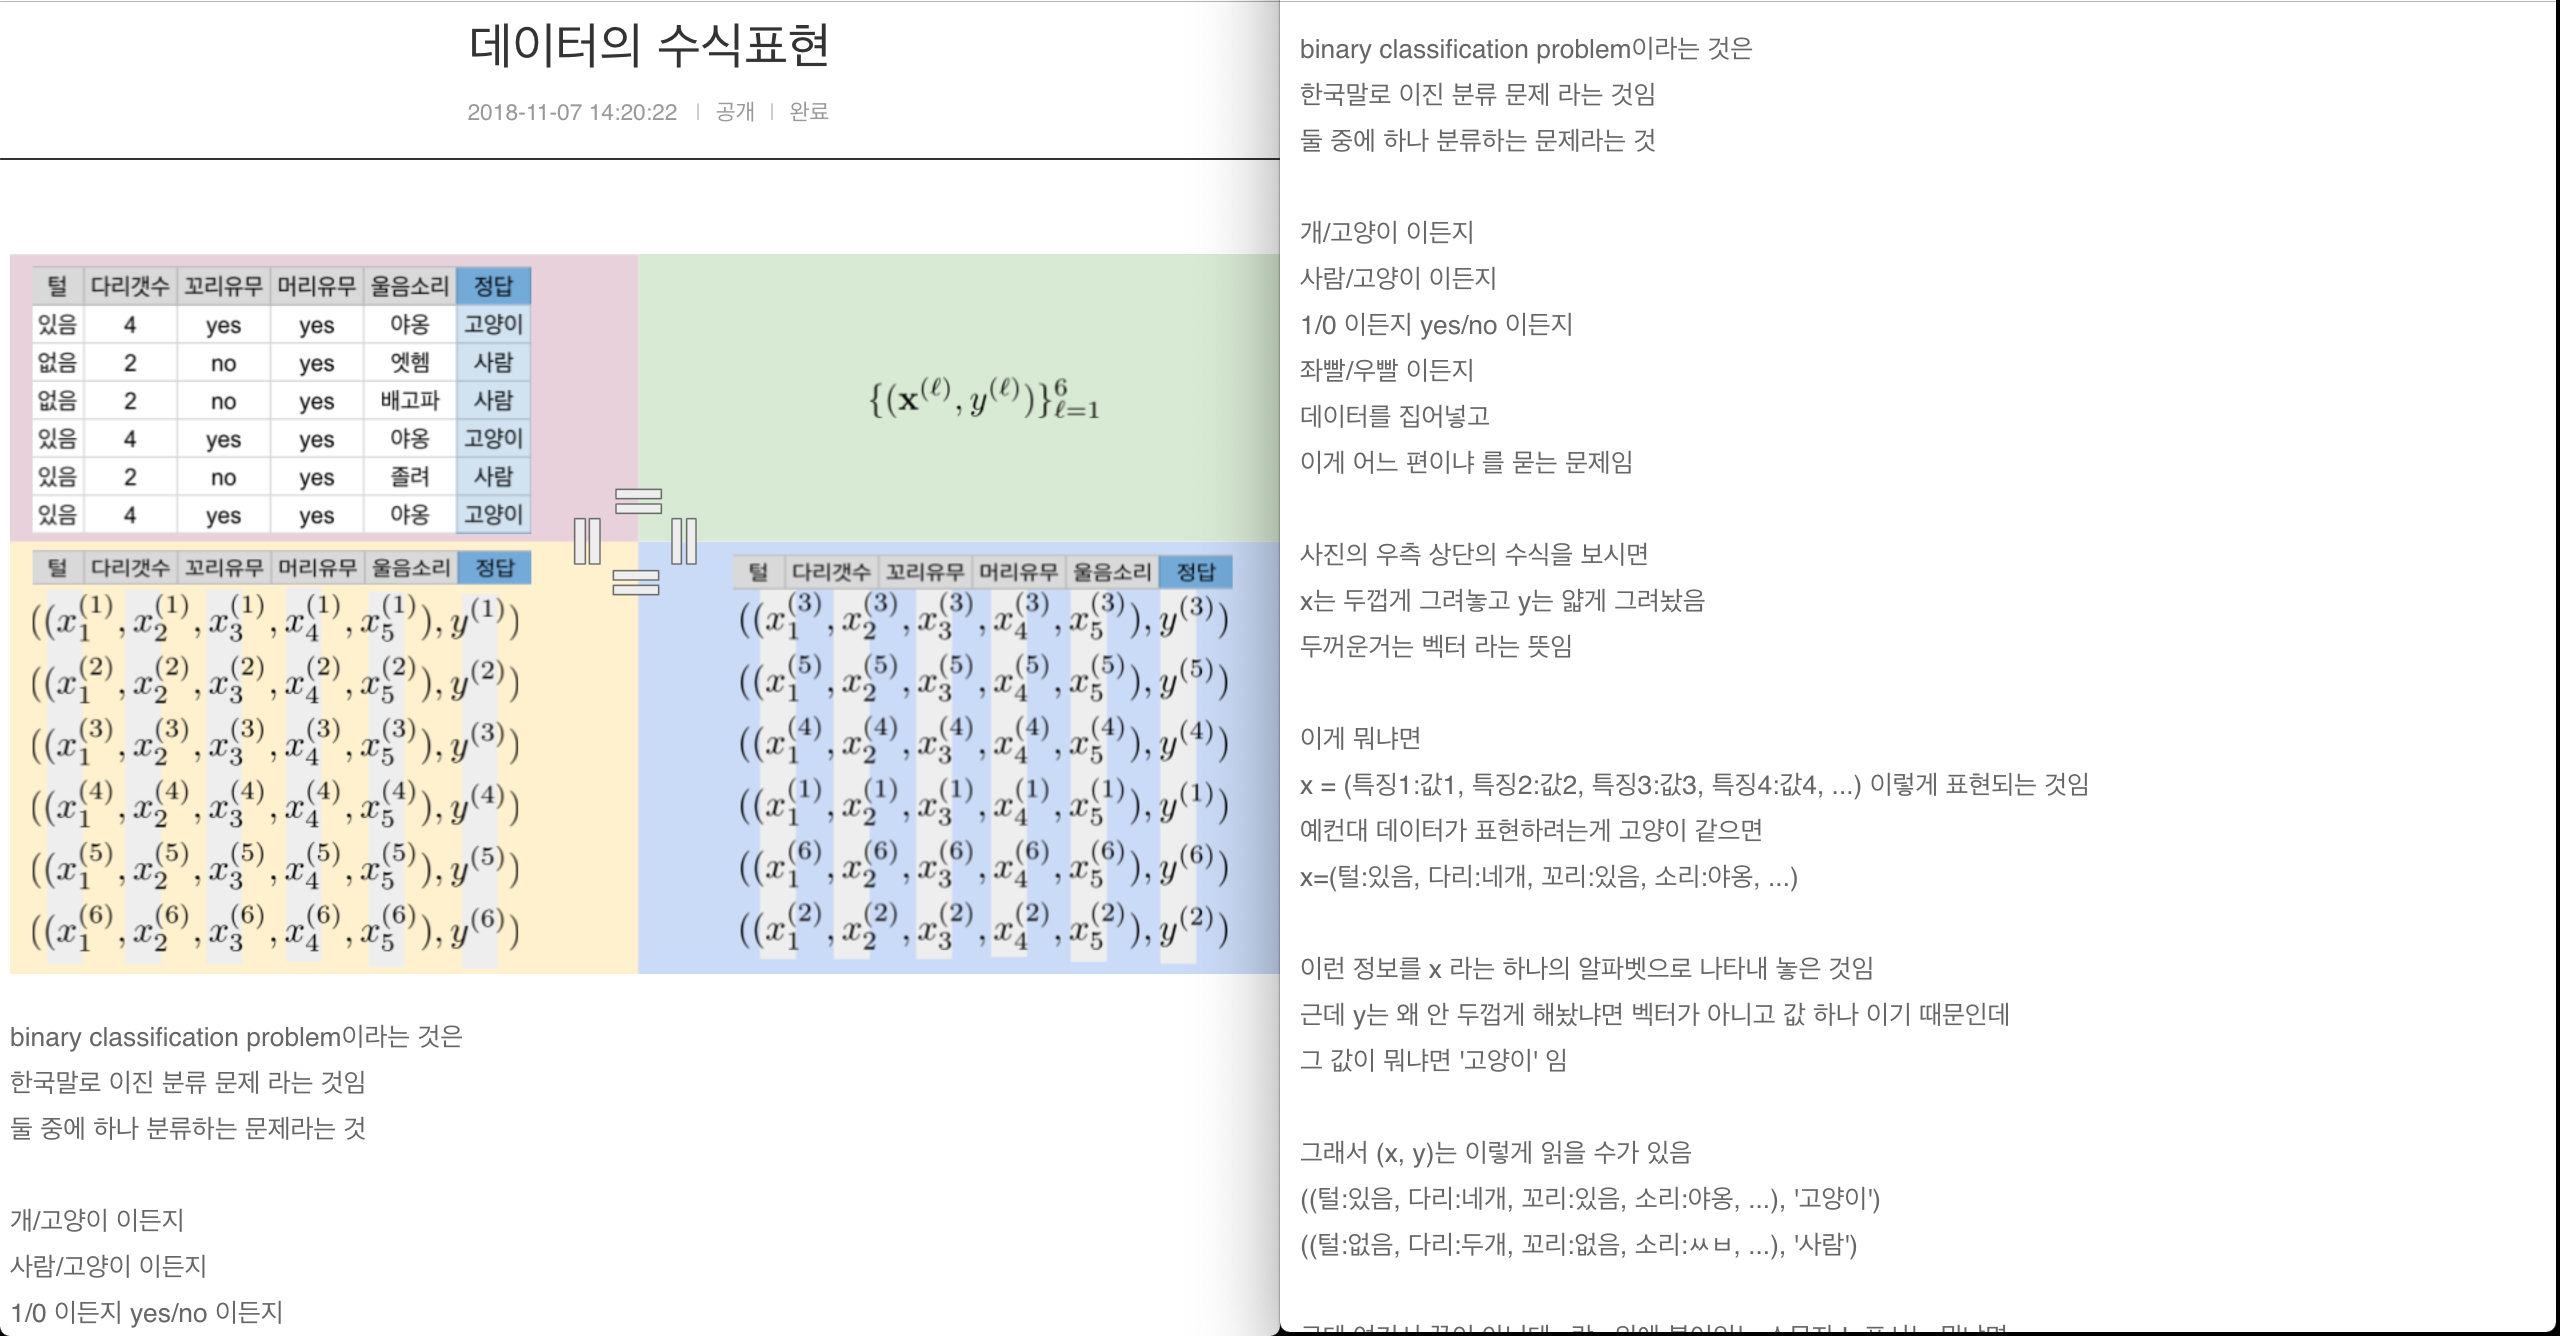 데이터의 수식표현
2018-11-07 14:20:22 | 공개 | 완료
털 다리갯수 꼬리유무 머리유무 울음소리 정답
있음 4 yes yes 야옹 고양이
없음 2 no yes 엣헴 사람
없음 2 no yes 배고파 사람
있음 4 yes yes 야옹 고양이
있음 2 no yes 졸려 사람
있음 4 yes yes 야옹 고양이
{(x^(ℓ), y^(ℓ))}^6_ℓ=1
털 다리갯수 꼬리유무 머리유무 울음소리 정답
((x_1^(1), x_2^(1), x_3^(1), x_4^(1), x_5^(1)), y^(1))
((x_1^(2), x_2^(2), x_3^(2), x_4^(2), x_5^(2)), y^(2))
((x_1^(3), x_2^(3), x_3^(3), x_4^(3), x_5^(3)), y^(3))
((x_1^(4), x_2^(4), x_3^(4), x_4^(4), x_5^(4)), y^(4))
((x_1^(5), x_2^(5), x_3^(5), x_4^(5), x_5^(5)), y^(5))
((x_1^(6), x_2^(6), x_3^(6), x_4^(6), x_5^(6)), y^(6))
털 다리갯수 꼬리유무 머리유무 울음소리 정답
((x_1^(3), x_2^(3), x_3^(3), x_4^(3), x_5^(3)), y^(3))
((x_1^(5), x_2^(5), x_3^(5), x_4^(5), x_5^(5)), y^(5))
((x_1^(4), x_2^(4), x_3^(4), x_4^(4), x_5^(4)), y^(4))
((x_1^(1), x_2^(1), x_3^(1), x_4^(1), x_5^(1)), y^(1))
((x_1^(6), x_2^(6), x_3^(6), x_4^(6), x_5^(6)), y^(6))
((x_1^(2), x_2^(2), x_3^(2), x_4^(2), x_5^(2)), y^(2))
binary classification problem이라는 것은
한국말로 이진 분류 문제 라는 것임
둘 중에 하나 분류하는 문제라는 것
개/고양이 이든지
사람/고양이 이든지
1/0 이든지 yes/no 이든지
binary classification problem이라는 것은
한국말로 이진 분류 문제 라는 것임
둘 중에 하나 분류하는 문제라는 것
개/고양이 이든지
사람/고양이 이든지
1/0 이든지 yes/no 이든지
좌빨/우빨 이든지
데이터를 집어넣고
이게 어느 편이냐 를 묻는 문제임
사진의 우측 상단의 수식을 보시면
x는 두껍게 그려놓고 y는 얇게 그려놨음
두꺼운거는 벡터 라는 뜻임
이게 뭐냐면
x = (특징1:값1, 특징2:값2, 특징3:값3, 특징4:값4, ...) 이렇게 표현되는 것임
예컨대 데이터가 표현하려는게 고양이 같으면
x=(털:있음, 다리:네개, 꼬리:있음, 소리:야옹, ...)
이런 정보를 x 라는 하나의 알파벳으로 나타내 놓은 것임
근데 y는 왜 안 두껍게 해놨냐면 벡터가 아니고 값 하나 이기 때문인데
그 값이 뭐냐면 '고양이' 임
그래서 (x, y)는 이렇게 읽을 수가 있음
((털:있음, 다리:네개, 꼬리:있음, 소리:야옹, ...), '고양이')
((털:없음, 다리:두개, 꼬리:없음, 소리:ㅆㅂ, ...), '사람')